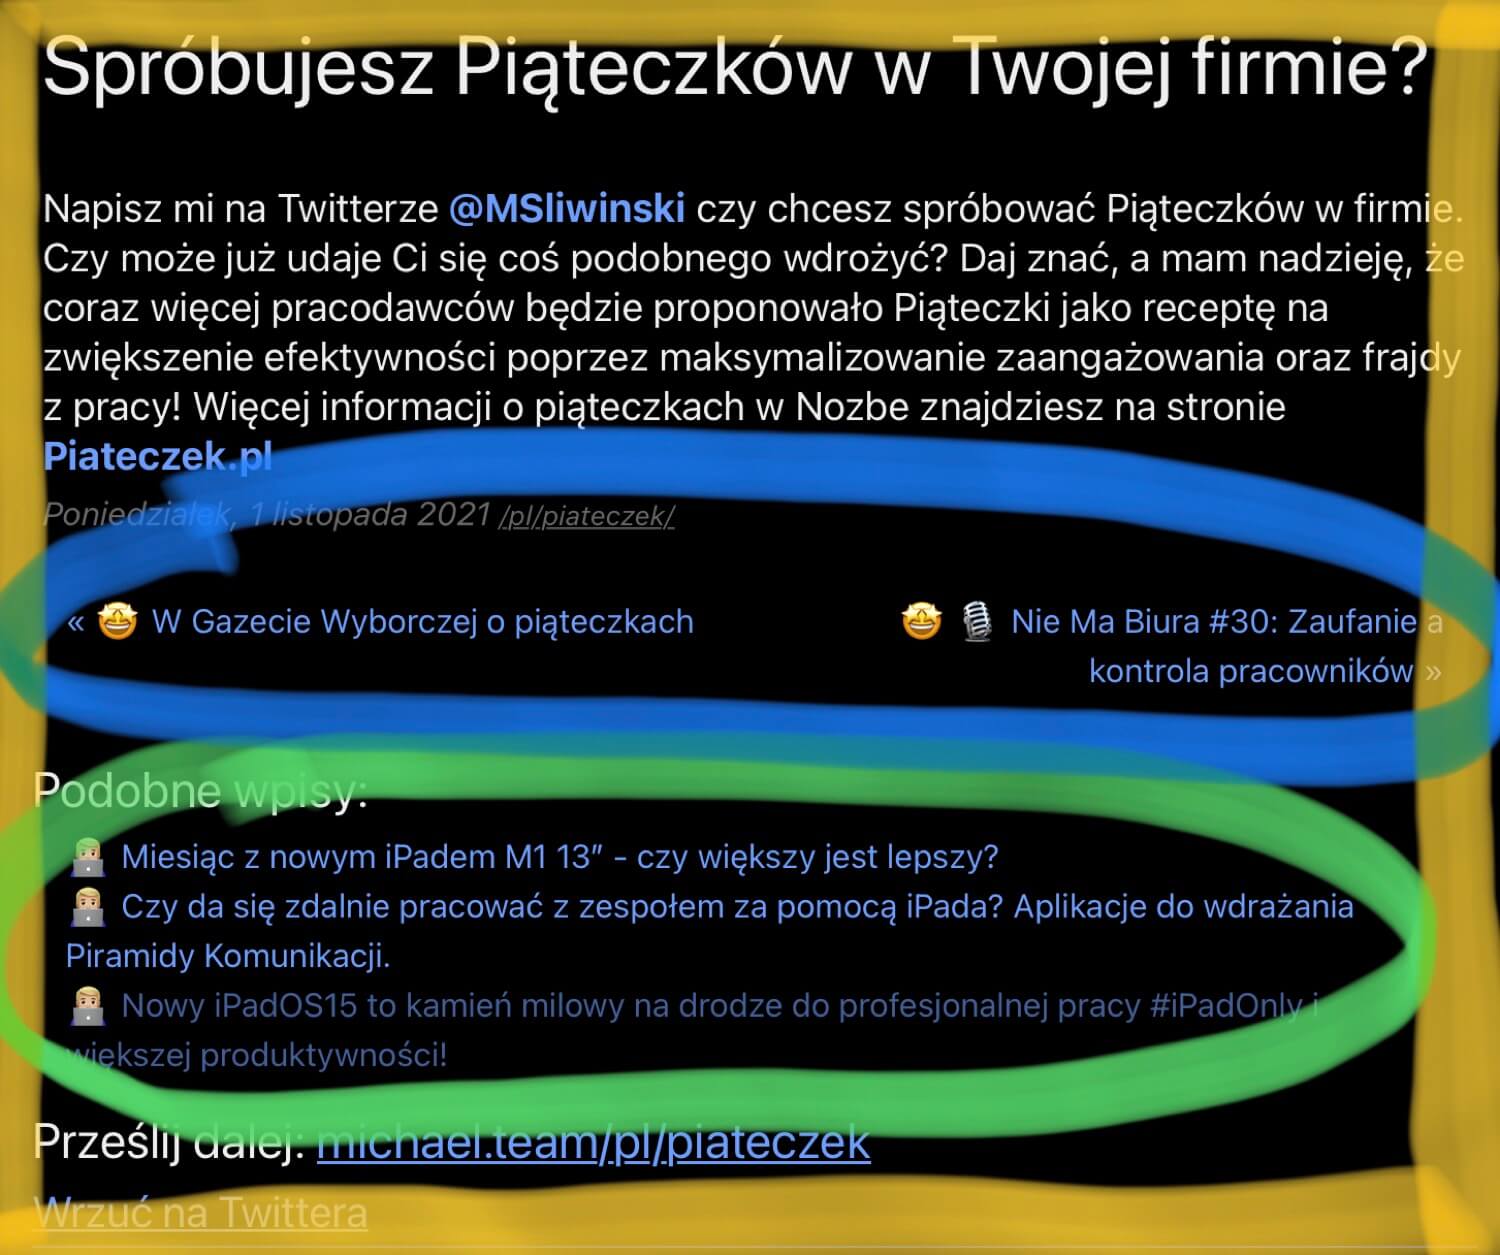 Spróbujesz Piąteczków w Twojej firmie?
Napisz mi na Twitterze @MSliwinski czy chcesz spróbować Piąteczków w firmie.
Czy może już udaje Ci się coś podobnego wdrożyć? Daj znać, a mam nadzieję, że
coraz więcej pracodawców będzie proponowało Piąteczki jako receptę na
zwiększenie efektywności poprzez maksymalizowanie zaangażowania oraz frajdy
z pracy! Więcej informacji o piąteczkach w Nozbe znajdziesz na stronie
Piateczek.pl
Poniedziałek, 1 listopada 2021 /pl/piateczek/
« 🤩 W Gazecie Wyborczej o piąteczkach
🤩 🎙 Nie Ma Biura #30: Zaufanie a
kontrola pracowników »
Podobne wpisy:
👨🏼‍💻 Miesiąc z nowym iPadem M1 13” - czy większy jest lepszy?
👨🏼‍💻 Czy da się zdalnie pracować z zespołem za pomocą iPada? Aplikacje do wdrażania
Piramidy Komunikacji.
👨🏼‍💻 Nowy iPadOS15 to kamień milowy na drodze do profesjonalnej pracy #iPadOnly i
większej produktywności!
Prześlij dalej: michael.team/pl/piateczek
Wrzuć na Twittera